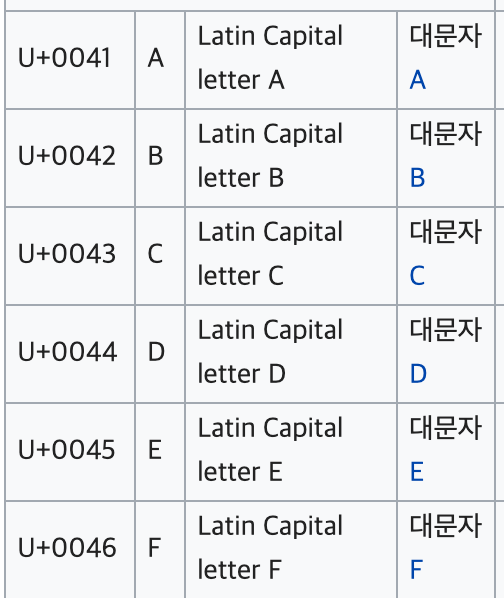 U+0041 A Latin Capital letter A 대문자 A
U+0042 B Latin Capital letter B 대문자 B
U+0043 C Latin Capital letter C 대문자 C
U+0044 D Latin Capital letter D 대문자 D
U+0045 E Latin Capital letter E 대문자 E
U+0046 F Latin Capital letter F 대문자 F